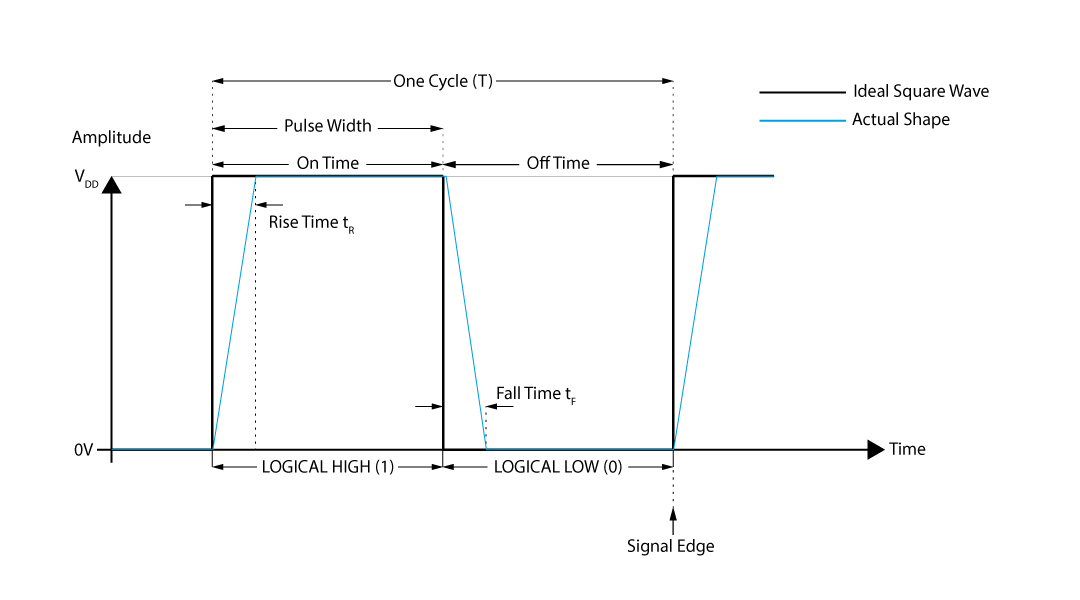 One Cycle (T)
Ideal Square Wave
Actual Shape
Pulse Width
Amplitude
On Time
Off Time
VDD
Rise Time tR
Fall Time tF
0V
Time
LOGICAL HIGH (1)
LOGICAL LOW (0)
Signal Edge